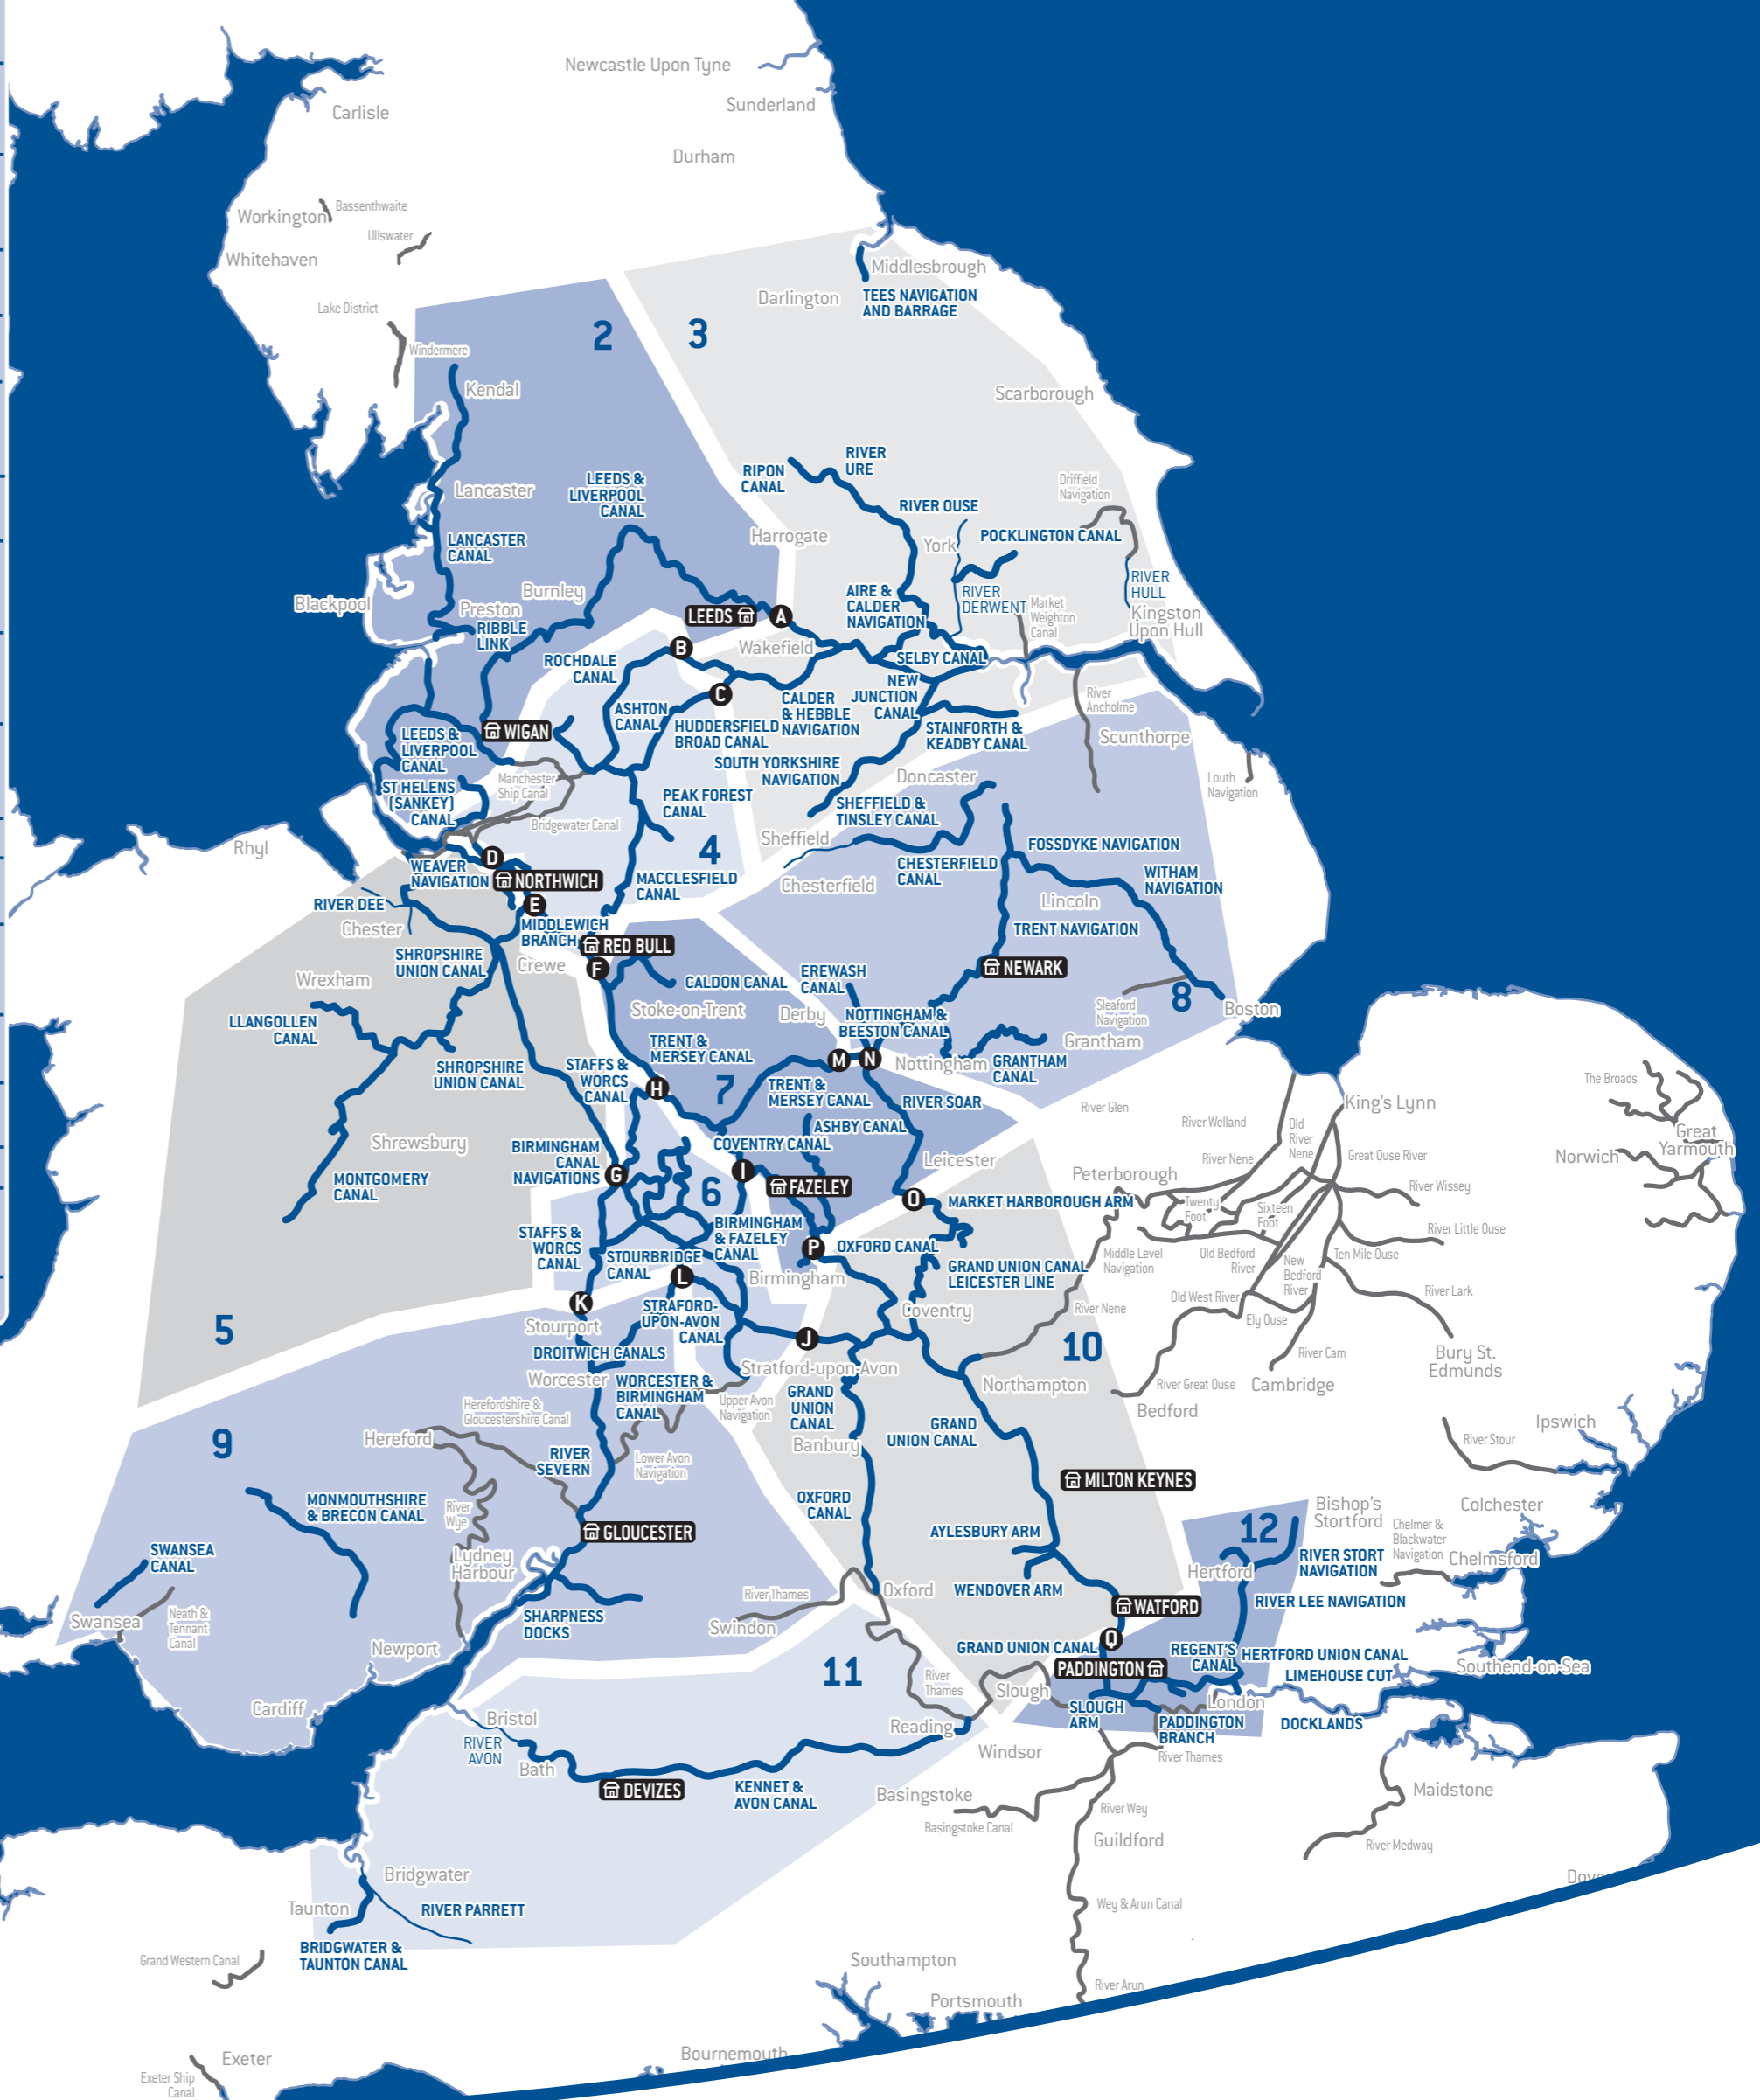 Newcastle Upon Tyne
Sunderland
Carlisle
Durham
Bassenthwaite
Workington
Ullswater
Whitehaven
Middlesbrough
Darlington
TEES NAVIGATION
AND BARRAGE
Lake District
2
3
Windermere
Kendal
Scarborough
RIVER
URE
RIPON
CANAL
LEEDS &
LIVERPOOL
CANAL
Lancaster
Driffield
Navigation
RIVER OUSE
LANCASTER
CANAL
Harrogate
York
POCKLINGTON CANAL
Burnley
AIRE &
CALDER
NAVIGATION
RIVER
DERWENT
RIVER
HULL
Blackpool
Preston
RIBBLE
LINK
LEEDS
A
Market
Weighton
Canal
Kingston
Upon Hull
Wakefield
B
ROCHDALE
CANAL
SELBY CANAL
C
NEW
JUNCTION
CANAL
CALDER
& HEBBLE
NAVIGATION
River
Ancholme
ASHTON
CANAL
HUDDERSFIELD
BROAD CANAL
WIGAN
STAINFORTH &
KEADBY CANAL
Scunthorpe
LEEDS &
LIVERPOOL
CANAL
SOUTH YORKSHIRE
NAVIGATION
Doncaster
Louth
Navigation
Manchester
Ship Canal
ST HELENS
(SANKEY)
CANAL
PEAK FOREST
CANAL
SHEFFIELD &
TINSLEY CANAL
Bridgewater Canal
Sheffield
Rhyl
4
FOSSDYKE NAVIGATION
D
WEAVER
NAVIGATION
NORTHWICH
MACCLESFIELD
CANAL
CHESTERFIELD
CANAL
Chesterfield
WITHAM
NAVIGATION
RIVER DEE
E
Lincoln
Chester
MIDDLEWICH
BRANCH
TRENT NAVIGATION
RED BULL
SHROPSHIRE
UNION CANAL
Crewe
F
NEWARK
Wrexham
CALDON CANAL
EREWASH
CANAL
8
Stoke-on-Trent
Derby
Sleaford
Navigation
Boston
LLANGOLLEN
CANAL
NOTTINGHAM &
BEESTON CANAL
Grantham
TRENT &
MERSEY CANAL
M
N
Nottingham
GRANTHAM
CANAL
SHROPSHIRE
UNION CANAL
STAFFS &
WORCS
CANAL
H
7
TRENT &
MERSEY CANAL
RIVER SOAR
River Glen
The Broads
King's Lynn
River Welland
Old
River
Nene
Great
Yarmouth
ASHBY CANAL
Shrewsbury
COVENTRY CANAL
BIRMINGHAM
CANAL
NAVIGATIONS
Leicester
River Nene
Great Ouse River
Norwich
G
I
FAZELEY
Peterborough
MONTGOMERY
CANAL
6
O
MARKET HARBOROUGH ARM
Twenty
Foot
Sixteen
Foot
River Wissey
BIRMINGHAM
& FAZELEY
CANAL
River Little Ouse
STAFFS &
WORCS
CANAL
STOURBRIDGE
CANAL
P
OXFORD CANAL
Middle Level
Navigation
Old Bedford
River
New
Bedford
River
Ten Mile Ouse
L
Birmingham
GRAND UNION CANAL
LEICESTER LINE
River Lark
K
STRAFORD-
UPON-AVON
CANAL
Coventry
River Nene
Old West River
Ely Ouse
5
Stourport
J
10
DROITWICH CANALS
River Cam
Bury St.
Edmunds
Stratford-upon-Avon
Worcester
WORCESTER &
BIRMINGHAM
CANAL
GRAND
UNION
CANAL
Northampton
River Great Ouse
Cambridge
Upper Avon
Navigation
Bedford
Herefordshire &
Gloucestershire Canal
9
Hereford
GRAND
UNION CANAL
Ipswich
Banbury
River Stour
RIVER
SEVERN
Lower Avon
Navigation
MILTON KEYNES
MONMOUTHSHIRE
& BRECON CANAL
River
Wye
OXFORD
CANAL
Bishop's
Stortford
Colchester
GLOUCESTER
AYLESBURY ARM
12
Chelmer &
Blackwater
Navigation
SWANSEA
CANAL
Lydney
Harbour
RIVER STORT
NAVIGATION
Chelmsford
Hertford
WENDOVER ARM
Oxford
River Thames
RIVER LEE NAVIGATION
WATFORD
Swansea
Neath &
Tennant
Canal
SHARPNESS
DOCKS
Swindon
Newport
Q
GRAND UNION CANAL
REGENT'S
CANAL
HERTFORD UNION CANAL
PADDINGTON
LIMEHOUSE CUT
Southend-on-Sea
11
River
Thames
Slough
Cardiff
London
SLOUGH
ARM
DOCKLANDS
Bristol
Reading
PADDINGTON
BRANCH
RIVER
AVON
Windsor
River Thames
Bath
DEVIZES
KENNET &
AVON CANAL
Basingstoke
Maidstone
River Wey
Basingstoke Canal
Guildford
River Medway
Bridgwater
Wey & Arun Canal
Taunton
RIVER PARRETT
BRIDGWATER &
TAUNTON CANAL
Grand Western Canal
Southampton
River Arun
Portsmouth
Bournemouth
Exeter
Exeter Ship
Canal